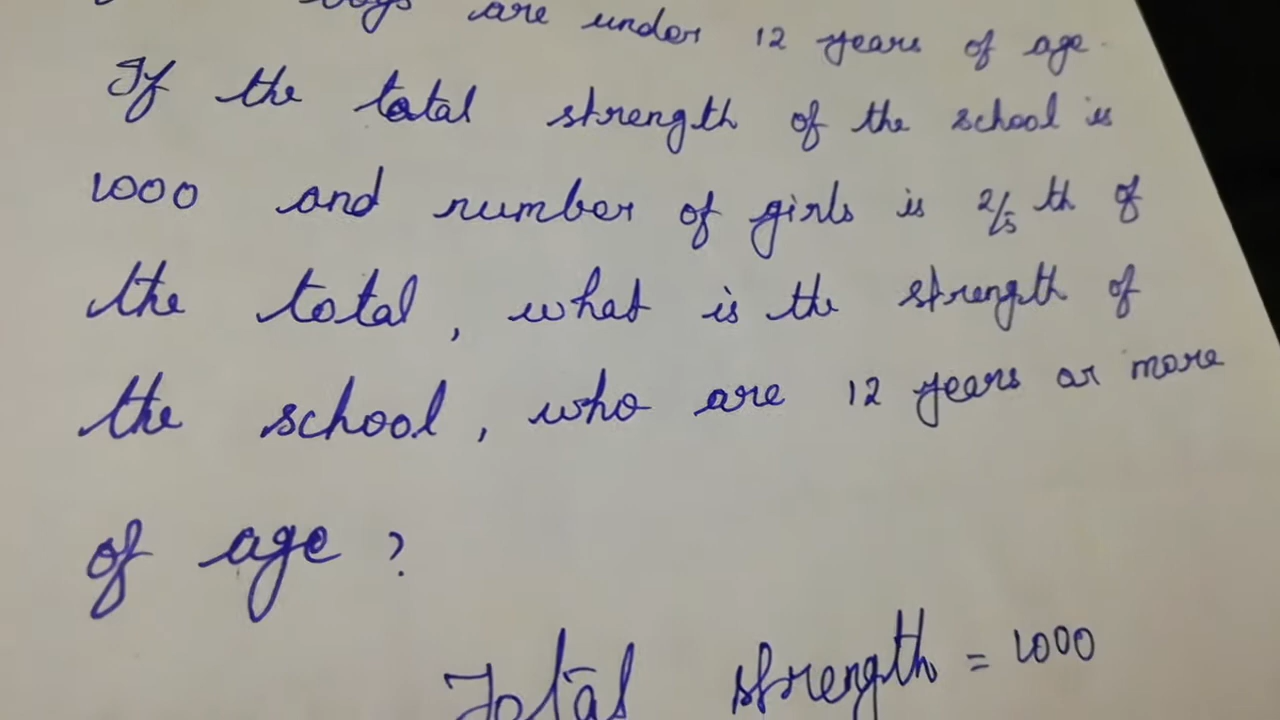 boys are under 12 years of age.
If the total strength of the school is
1000 and number of girls is 2/5 th of
the total, what is the strength of
the school, who are 12 years or more
of age?
Total strength = 1000